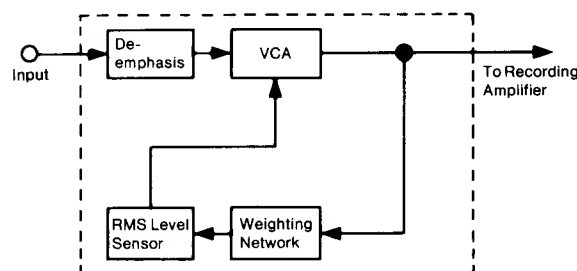 Input
De-
emphasis
VCA
To Recording
Amplifier
RMS Level
Sensor
Weighting
Network